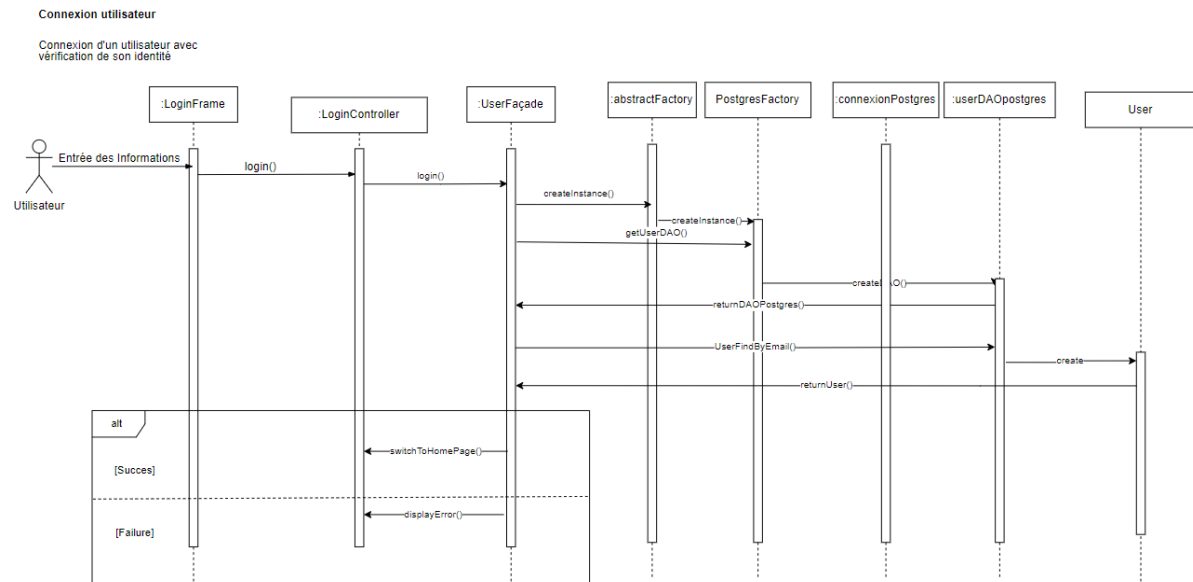 Connexion utilisateur
Connexion d'un utilisateur avec
vérification de son identité
:LoginFrame
:LoginController
:UserFaçade
:abstractFactory
PostgresFactory
:connexionPostgres
:userDAOpostgres
User
Utilisateur
Entrée des Informations
login()
login()
createInstance()
createInstance()
getUserDAO()
returnDAOPostgres()
UserFindByEmail()
create
returnUser()
alt
switchToHomePage()
[Succes]
displayError()
[Failure]